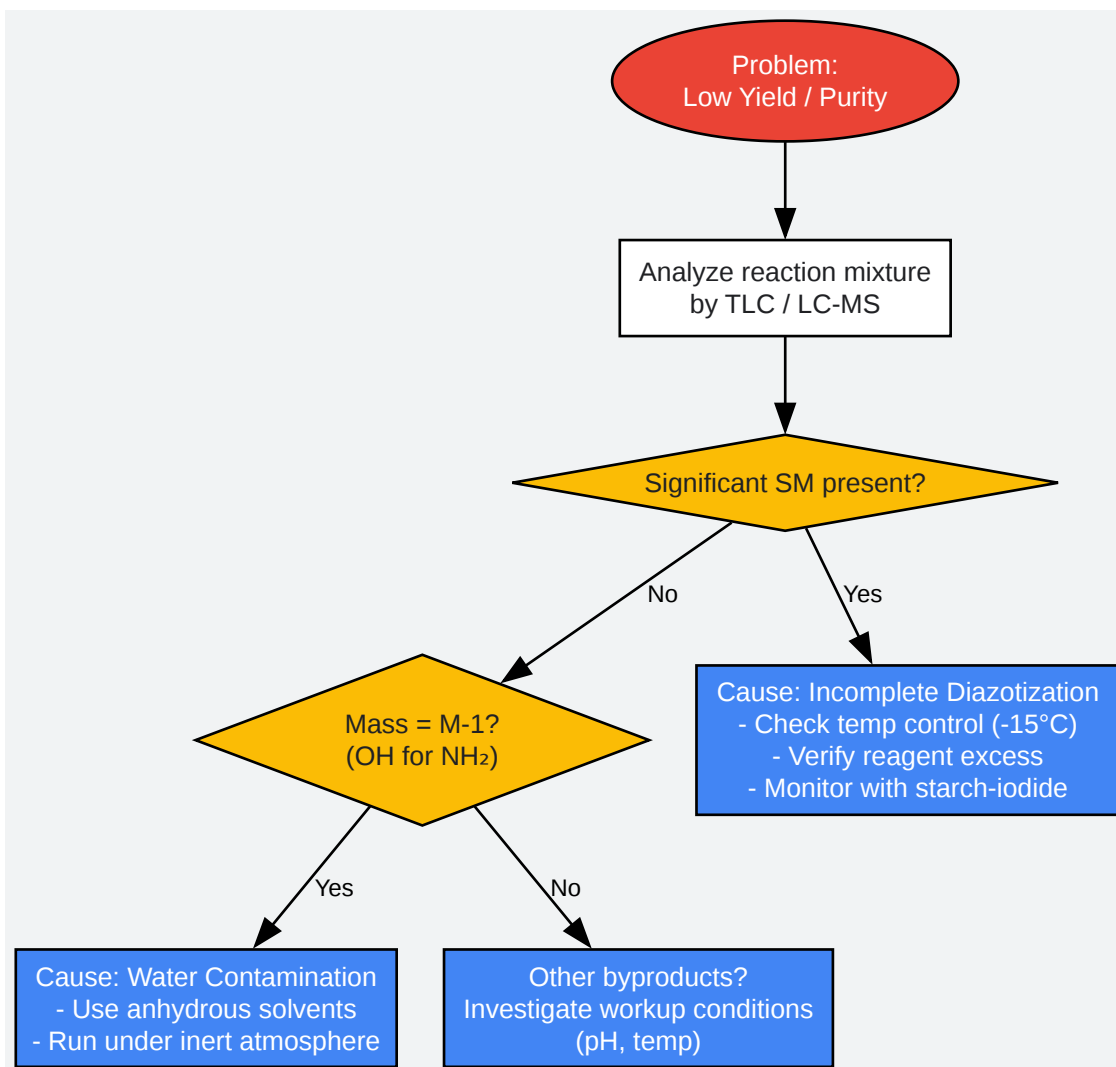 Problem:
Low Yield / Purity
Analyze reaction mixture
by TLC / LC-MS
Significant SM present?
No
Yes
Mass = M-1?
(OH for NH₂)
Cause: Incomplete Diazotization
- Check temp control (-15°C)
- Verify reagent excess
- Monitor with starch-iodide
Yes
No
Cause: Water Contamination
- Use anhydrous solvents
- Run under inert atmosphere
Other byproducts?
Investigate workup conditions
(pH, temp)